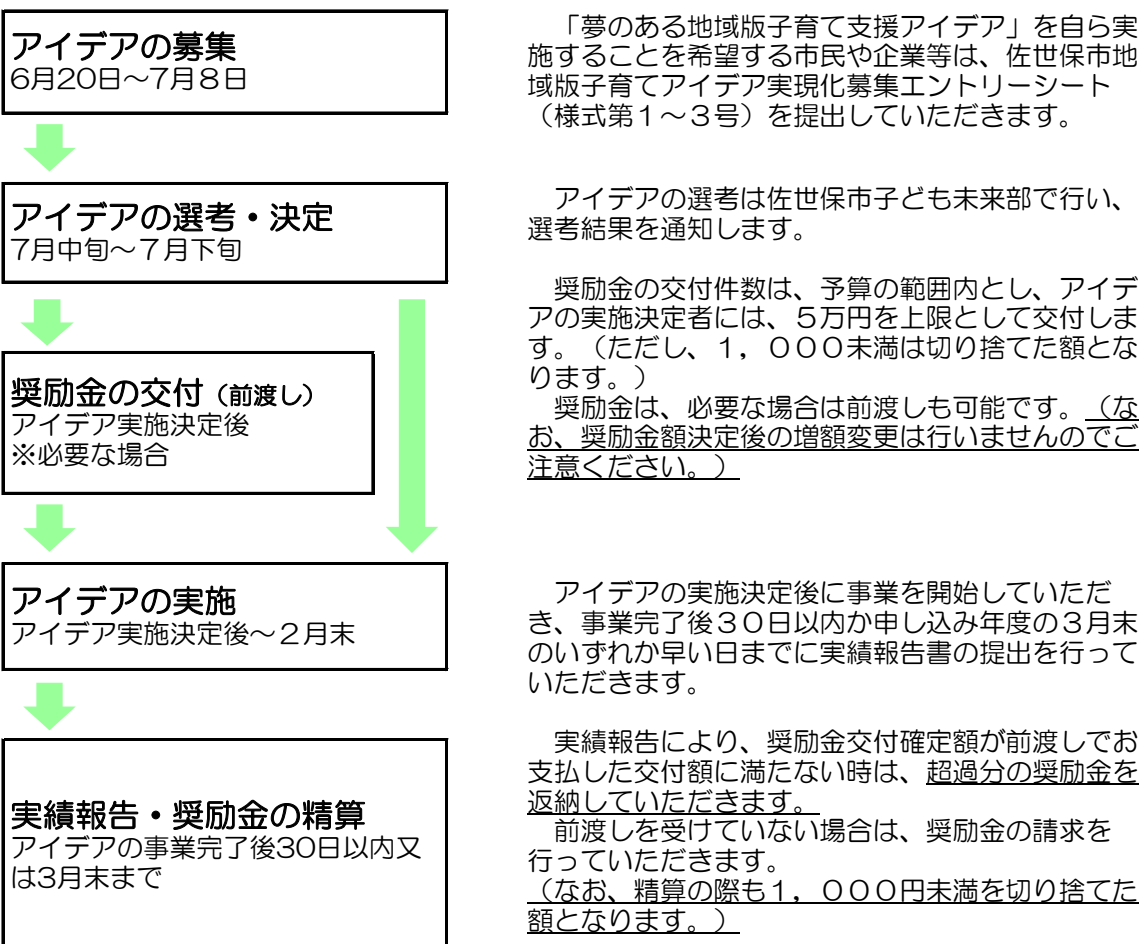 アイデアの募集
6月20日～7月8日
　「夢のある地域版子育て支援アイデア」を自ら実
施することを希望する市民や企業等は、佐世保市地
域版子育てアイデア実現化募集エントリーシート
（様式第１～３号）を提出していただきます。
アイデアの選考・決定
7月中旬～７月下旬
　アイデアの選考は佐世保市子ども未来部で行い、
選考結果を通知します。
　奨励金の交付件数は、予算の範囲内とし、アイデ
アの実施決定者には、５万円を上限として交付しま
す。（ただし、１，０００未満は切り捨てた額とな
ります。）
　奨励金は、必要な場合は前渡しも可能です。（な
お、奨励金額決定後の増額変更は行いませんのでご
注意ください。）
奨励金の交付（前渡し）
アイデア実施決定後
※必要な場合
アイデアの実施
アイデア実施決定後～２月末
　アイデアの実施決定後に事業を開始していただ
き、事業完了後３０日以内か申し込み年度の３月末
のいずれか早い日までに実績報告書の提出を行って
いただきます。
実績報告・奨励金の精算
アイデアの事業完了後30日以内又
は3月末まで
　実績報告により、奨励金交付確定額が前渡しでお
支払した交付額に満たない時は、超過分の奨励金を
返納していただきます。
　前渡しを受けていない場合は、奨励金の請求を
行っていただきます。
（なお、精算の際も１，０００円未満を切り捨てた
額となります。）